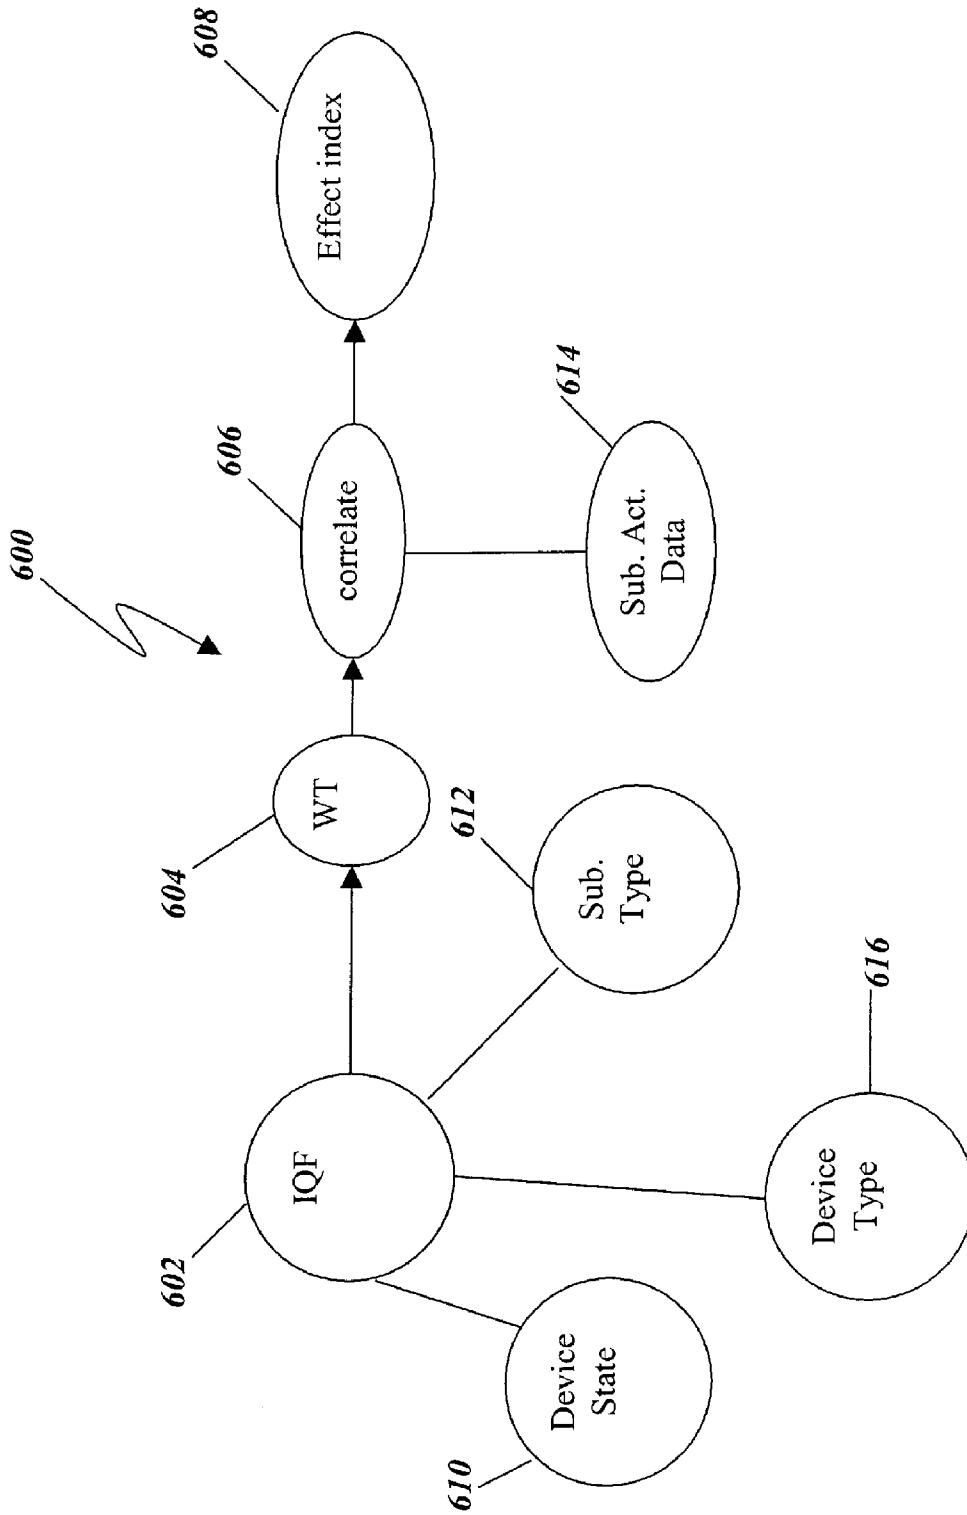 600
602
IQF
604
WT
606
correlate
608
Effect index
610
Device
State
616
Device
Type
612
Sub.
Type
614
Sub. Act.
Data